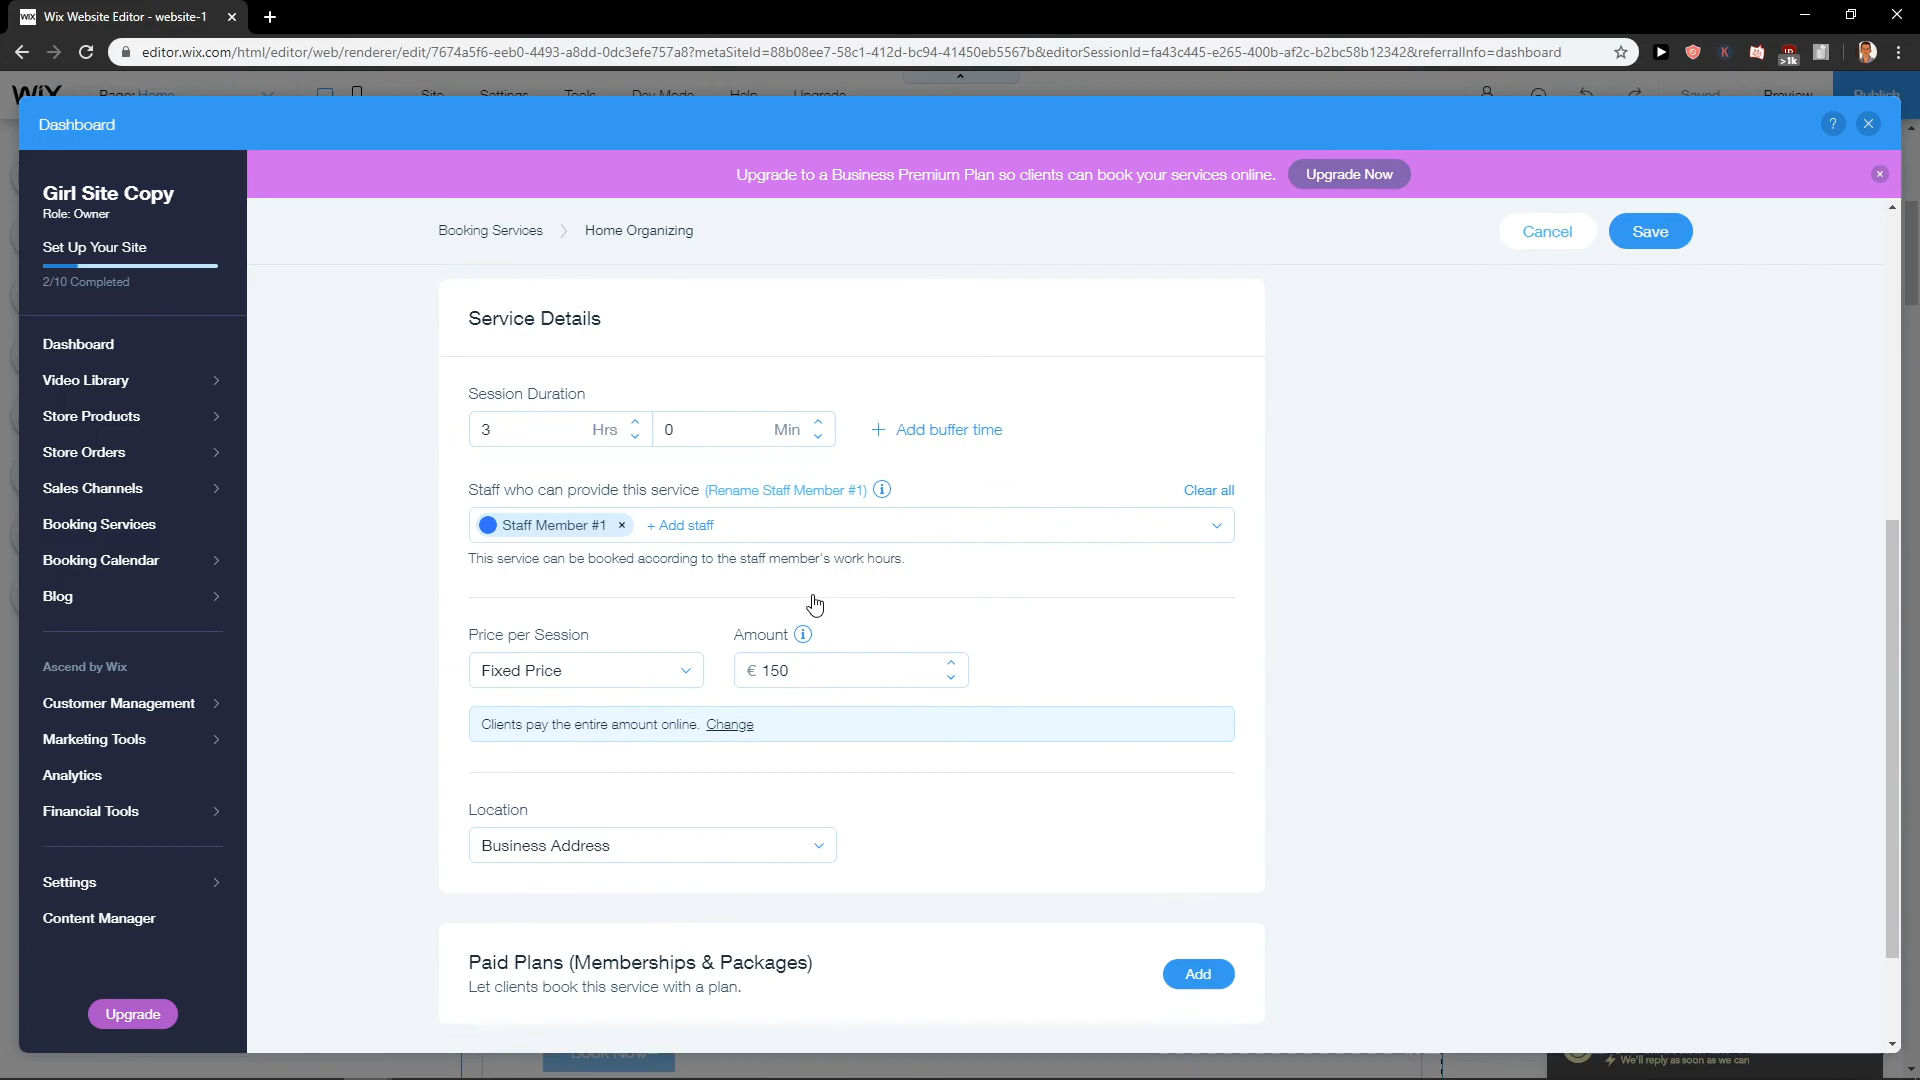 Wix Website Editor - website-1
editor.wix.com/html/editor/web/renderer/edit/7674a5f6-eeb0-4493-a8dd-0dc3efe757a8?metaSiteId=88b08ee7-58c1-412d-bc94-41450eb5567b&editorSessionId=fa43c445-e265-400b-af2c-b2bc58b12342&referralInfo=dashboard
>1k
WIX Page: Home Site Settings Tools Dev Mode Help Upgrade Saved Preview Publish
Dashboard
Girl Site Copy
Role: Owner
Set Up Your Site
2/10 Completed
Dashboard
Video Library
Store Products
Store Orders
Sales Channels
Booking Services
Booking Calendar
Blog
Ascend by Wix
Customer Management
Marketing Tools
Analytics
Financial Tools
Settings
Content Manager
Upgrade
Upgrade to a Business Premium Plan so clients can book your services online. Upgrade Now
Booking Services Home Organizing Cancel Save
Service Details
Session Duration
3 Hrs 0 Min + Add buffer time
Staff who can provide this service (Rename Staff Member #1) Clear all
Staff Member #1 × + Add staff
This service can be booked according to the staff member's work hours.
Price per Session Amount
Fixed Price € 150
Clients pay the entire amount online. Change
Location
Business Address
Paid Plans (Memberships & Packages)
Let clients book this service with a plan.
Add
Book Now
We'll reply as soon as we can